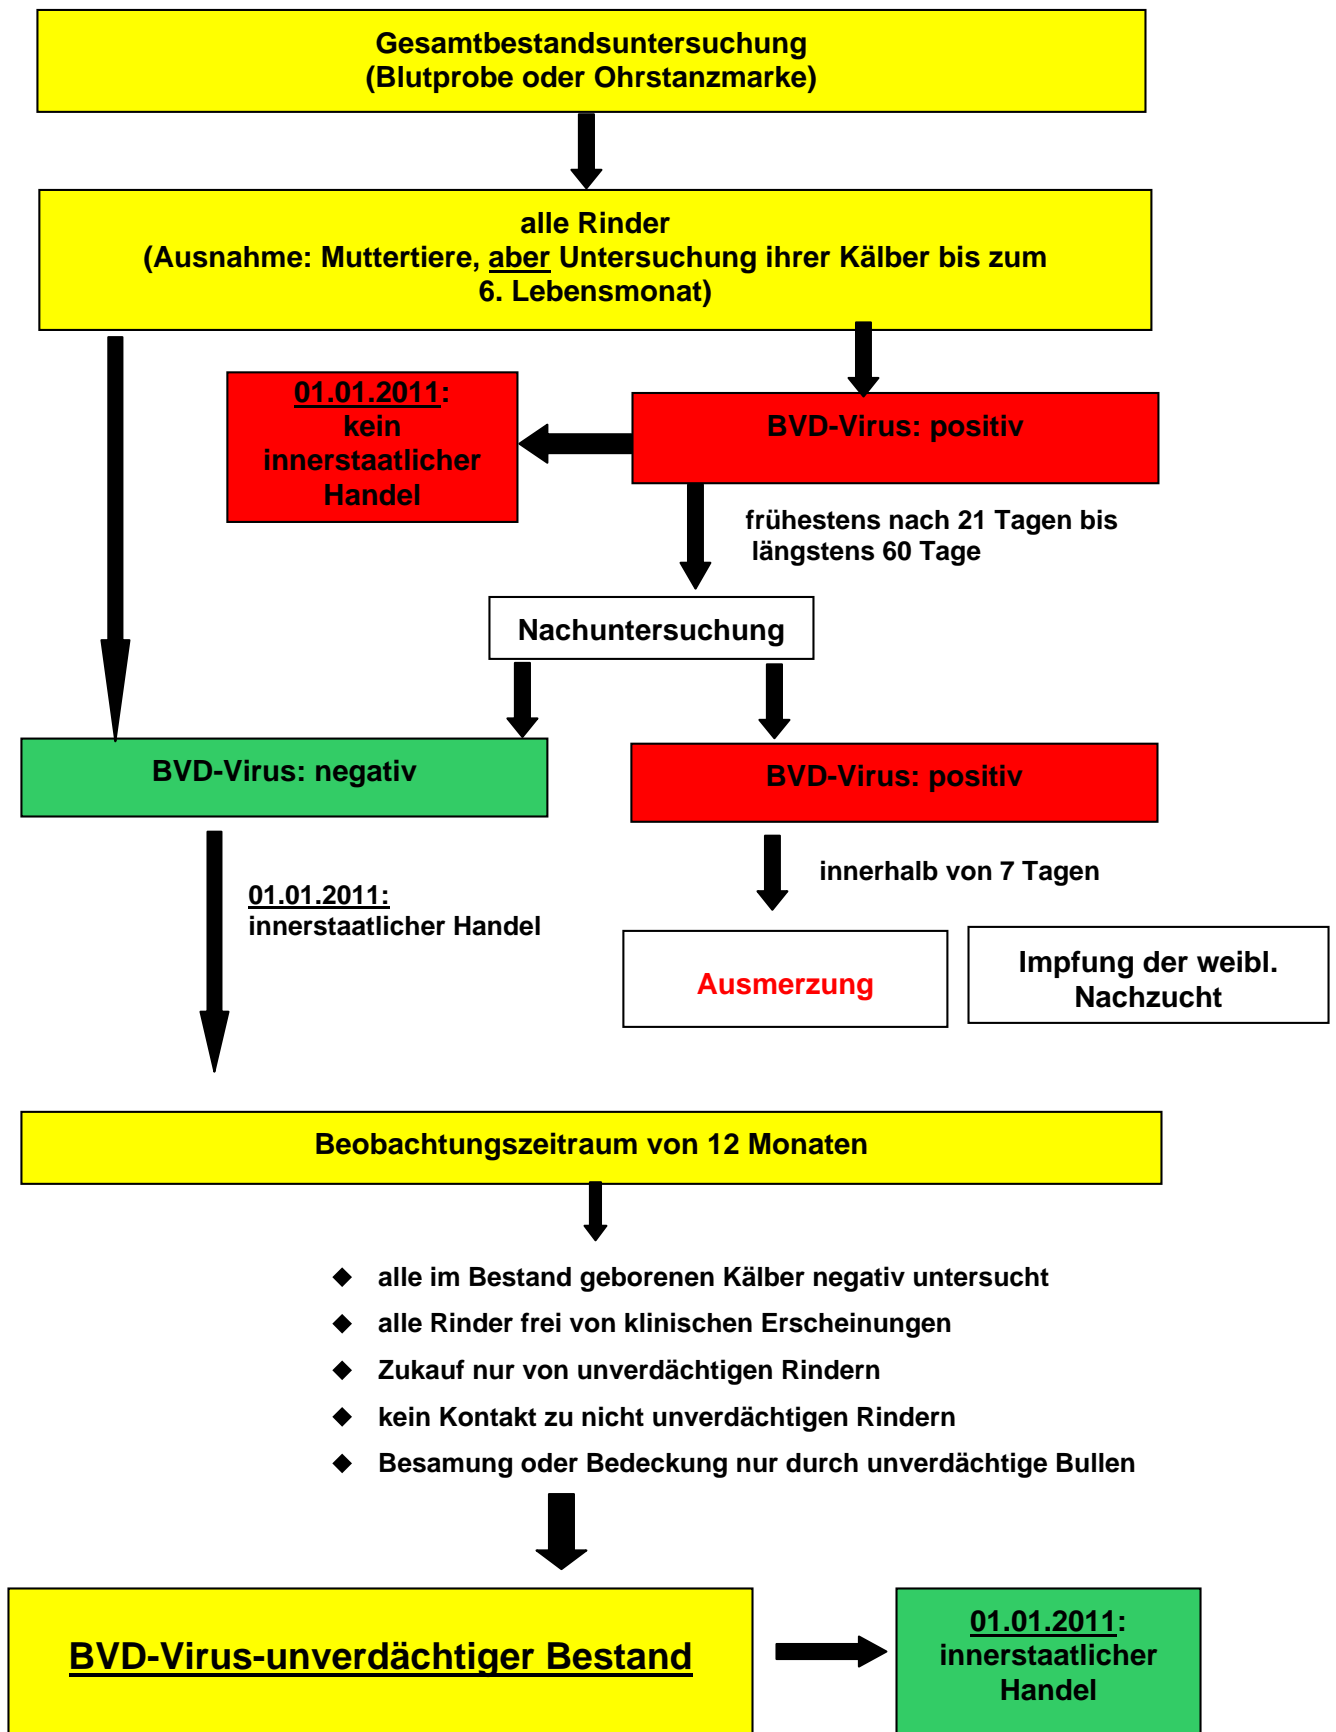 Gesamtbestandsuntersuchung
(Blutprobe oder Ohrstanzmarke)
alle Rinder
(Ausnahme: Muttertiere, aber Untersuchung ihrer Kälber bis zum
6. Lebensmonat)
01.01.2011:
kein
innerstaatlicher
Handel
BVD-Virus: positiv
frühestens nach 21 Tagen bis
längstens 60 Tage
Nachuntersuchung
BVD-Virus: negativ
BVD-Virus: positiv
innerhalb von 7 Tagen
01.01.2011:
innerstaatlicher Handel
Ausmerzung
Impfung der weibl.
Nachzucht
Beobachtungszeitraum von 12 Monaten
◆ alle im Bestand geborenen Kälber negativ untersucht
◆ alle Rinder frei von klinischen Erscheinungen
◆ Zukauf nur von unverdächtigen Rindern
◆ kein Kontakt zu nicht unverdächtigen Rindern
◆ Besamung oder Bedeckung nur durch unverdächtige Bullen
BVD-Virus-unverdächtiger Bestand
01.01.2011:
innerstaatlicher
Handel